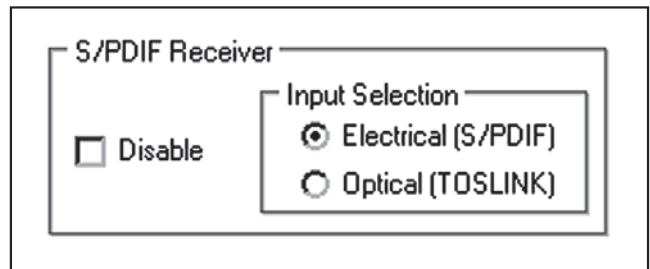 S/PDIF Receiver
Input Selection
Disable
Electrical (S/PDIF)
Optical (TOSLINK)